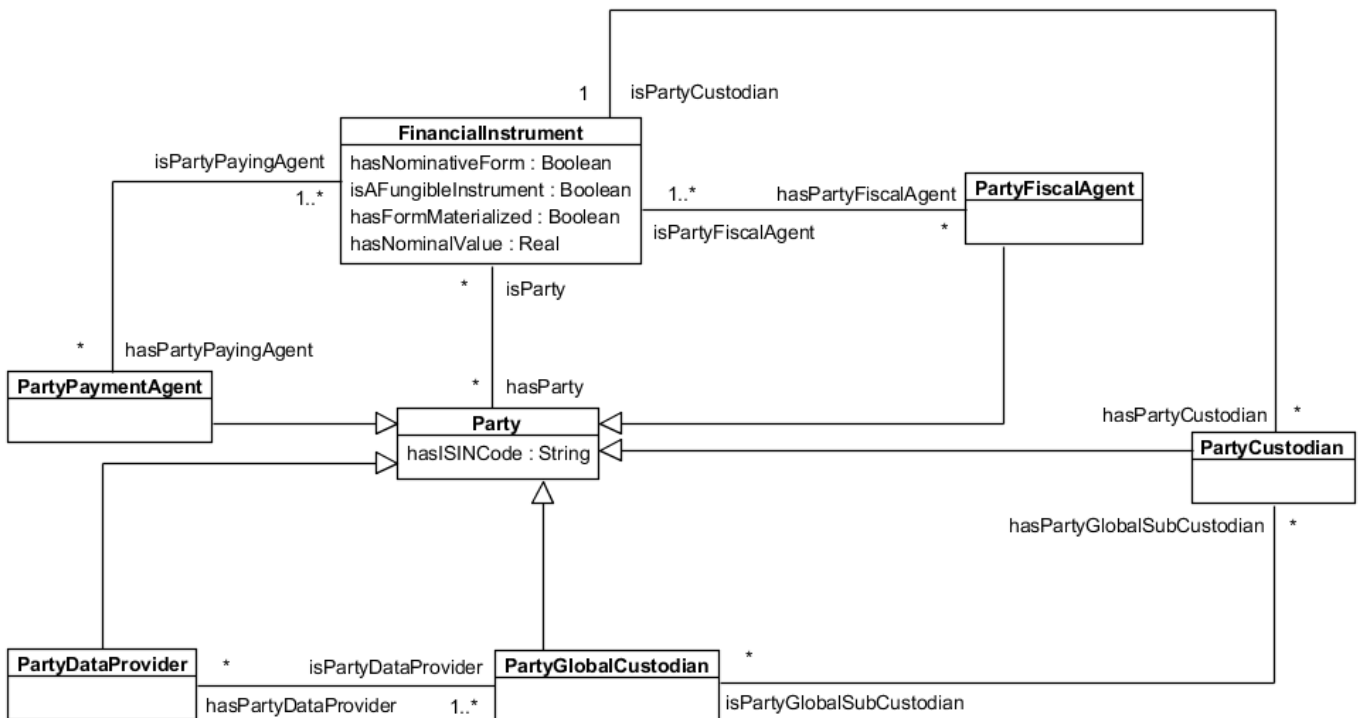 1 isPartyCustodian
FinancialInstrument
isPartyPayingAgent
hasNominativeForm : Boolean
1..*
isAFungibleInstrument : Boolean
hasFormMaterialized : Boolean
hasNominalValue : Real
1..* hasPartyFiscalAgent
PartyFiscalAgent
isPartyFiscalAgent *
* isParty
* hasPartyPayingAgent
PartyPaymentAgent
* hasParty
Party
hasISINCode : String
hasPartyCustodian *
PartyCustodian
hasPartyGlobalSubCustodian *
PartyDataProvider
* isPartyDataProvider
PartyGlobalCustodian
*
hasPartyDataProvider 1..*
isPartyGlobalSubCustodian